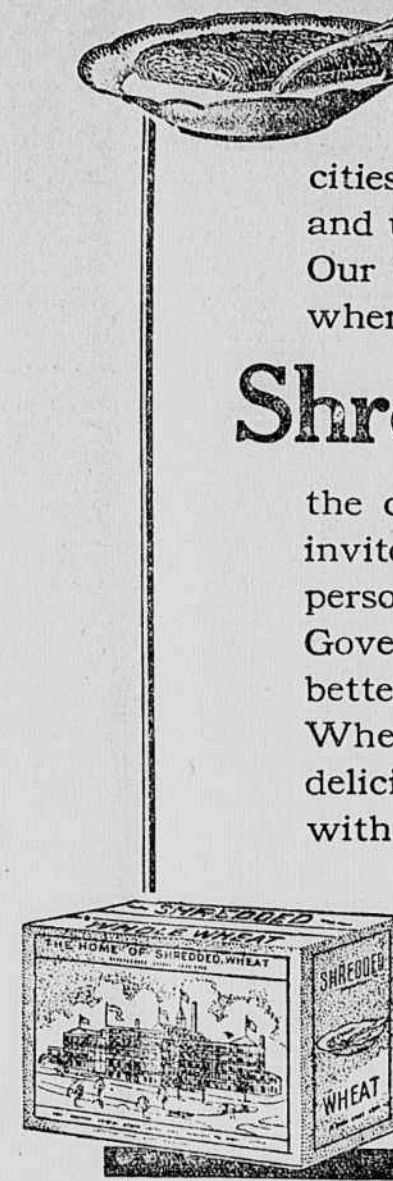 cities
and u
Our
wher
Shre
the c
invite
perso
Gove
bette
Whe
delici
with
SHREDDED
WHOLE WHEAT
THE HOME OF SHREDDED WHEAT
SHREDDED
WHEAT